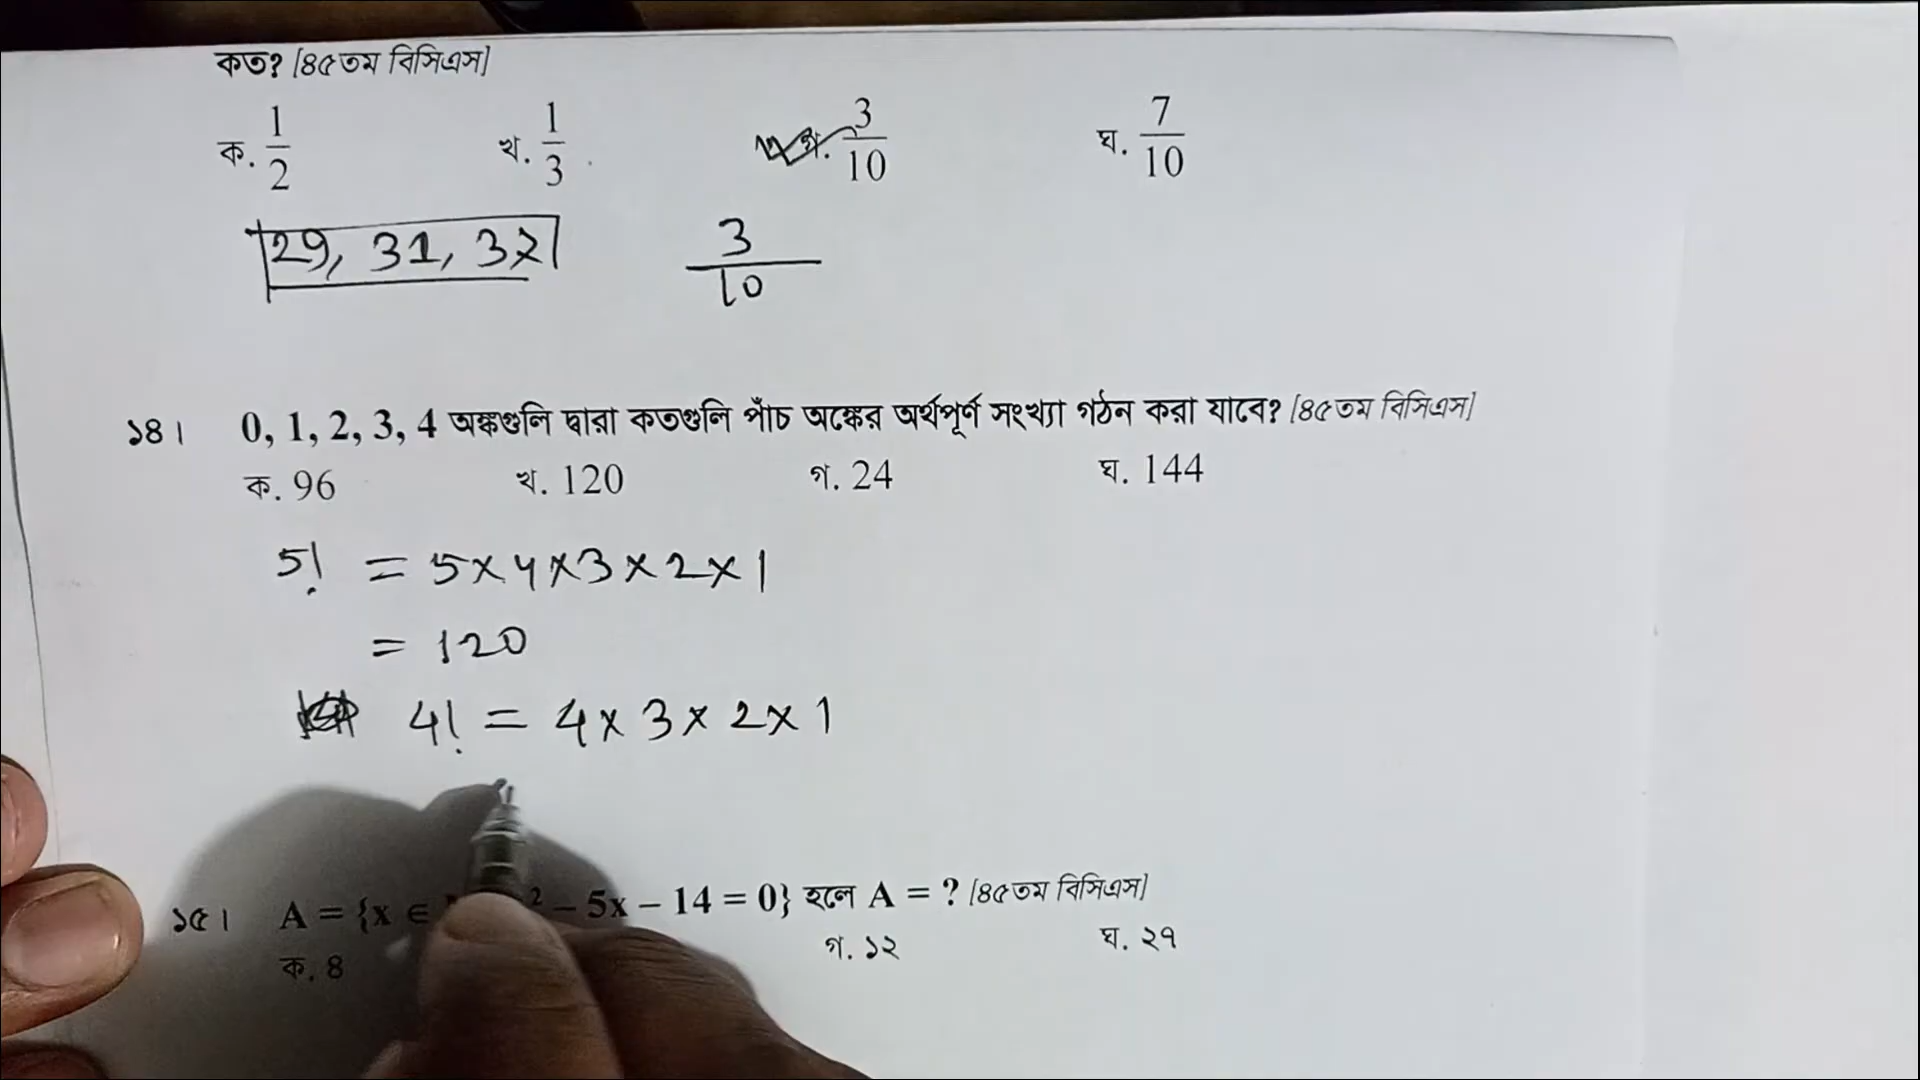 কত? [৪৫তম বিসিএস]
ক. 1/2 খ. 1/3 গ. 3/10 ঘ. 7/10
29, 31, 32 3/10
১৪। 0, 1, 2, 3, 4 অঙ্কগুলি দ্বারা কতগুলি পাঁচ অঙ্কের অর্থপূর্ণ সংখ্যা গঠন করা যাবে? [৪৫তম বিসিএস]
ক. 96 খ. 120 গ. 24 ঘ. 144
5! = 5×4×3×2×1
= 120
4! = 4×3×2×1
১৫। A = {x ∈ 2 – 5x – 14 = 0} হলে A = ? [৪৫তম বিসিএস]
ক. 8 গ. ১২ ঘ. ২৭